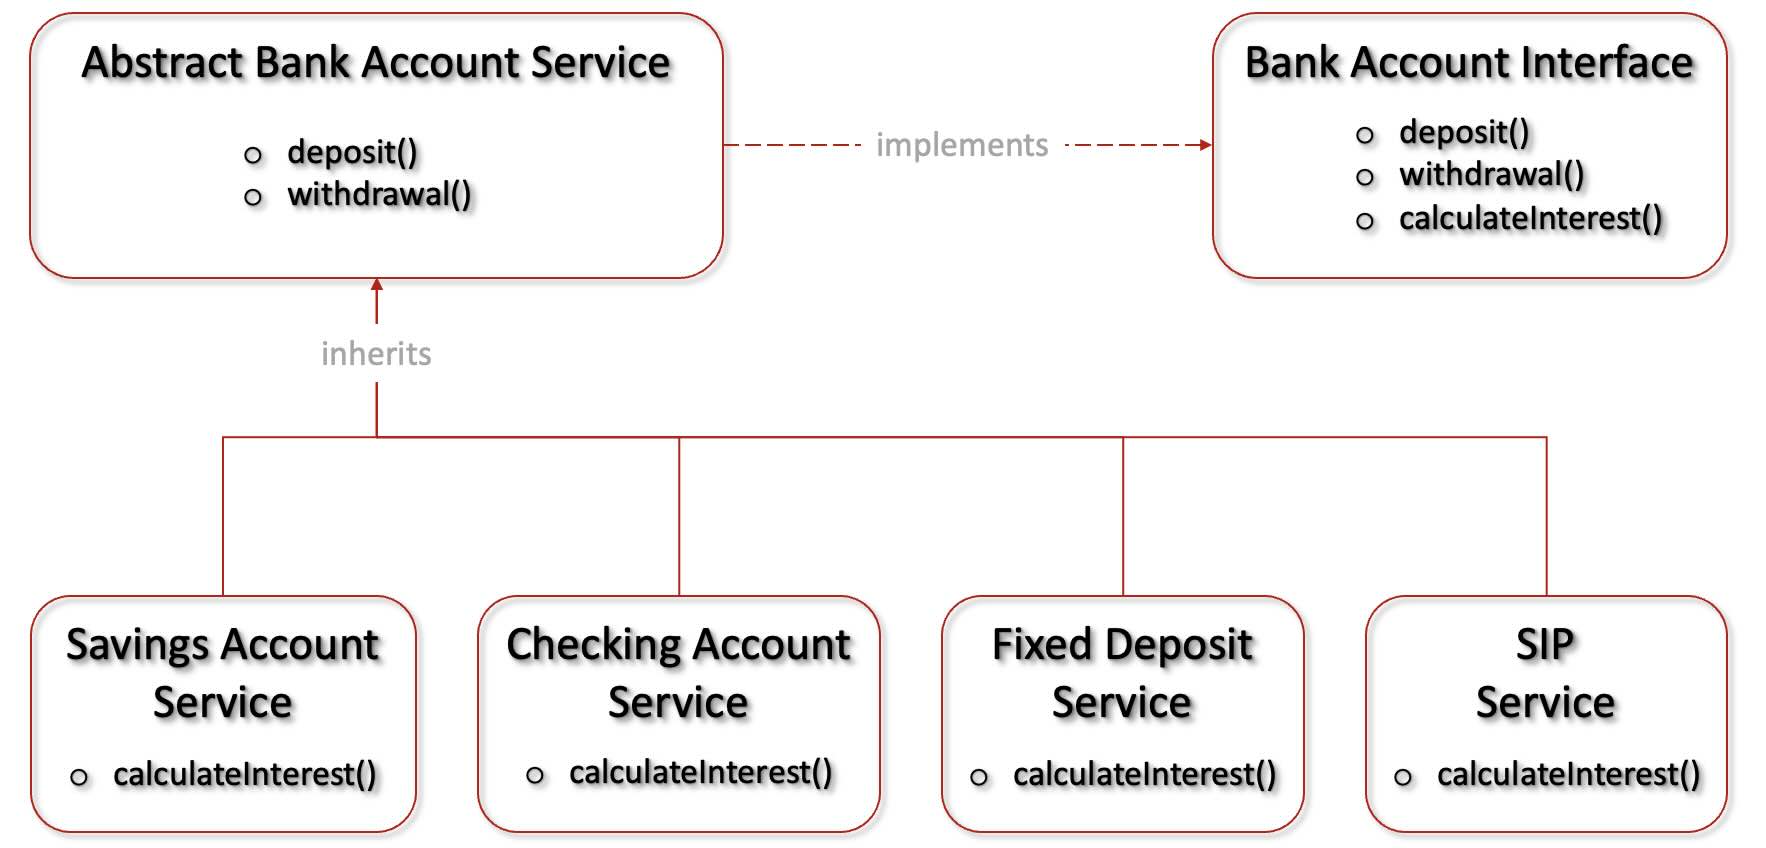 Abstract Bank Account Service
deposit()
withdrawal()
implements
Bank Account Interface
deposit()
withdrawal()
calculateInterest()
inherits
Savings Account
Service
calculateInterest()
Checking Account
Service
calculateInterest()
Fixed Deposit
Service
calculateInterest()
SIP
Service
calculateInterest()